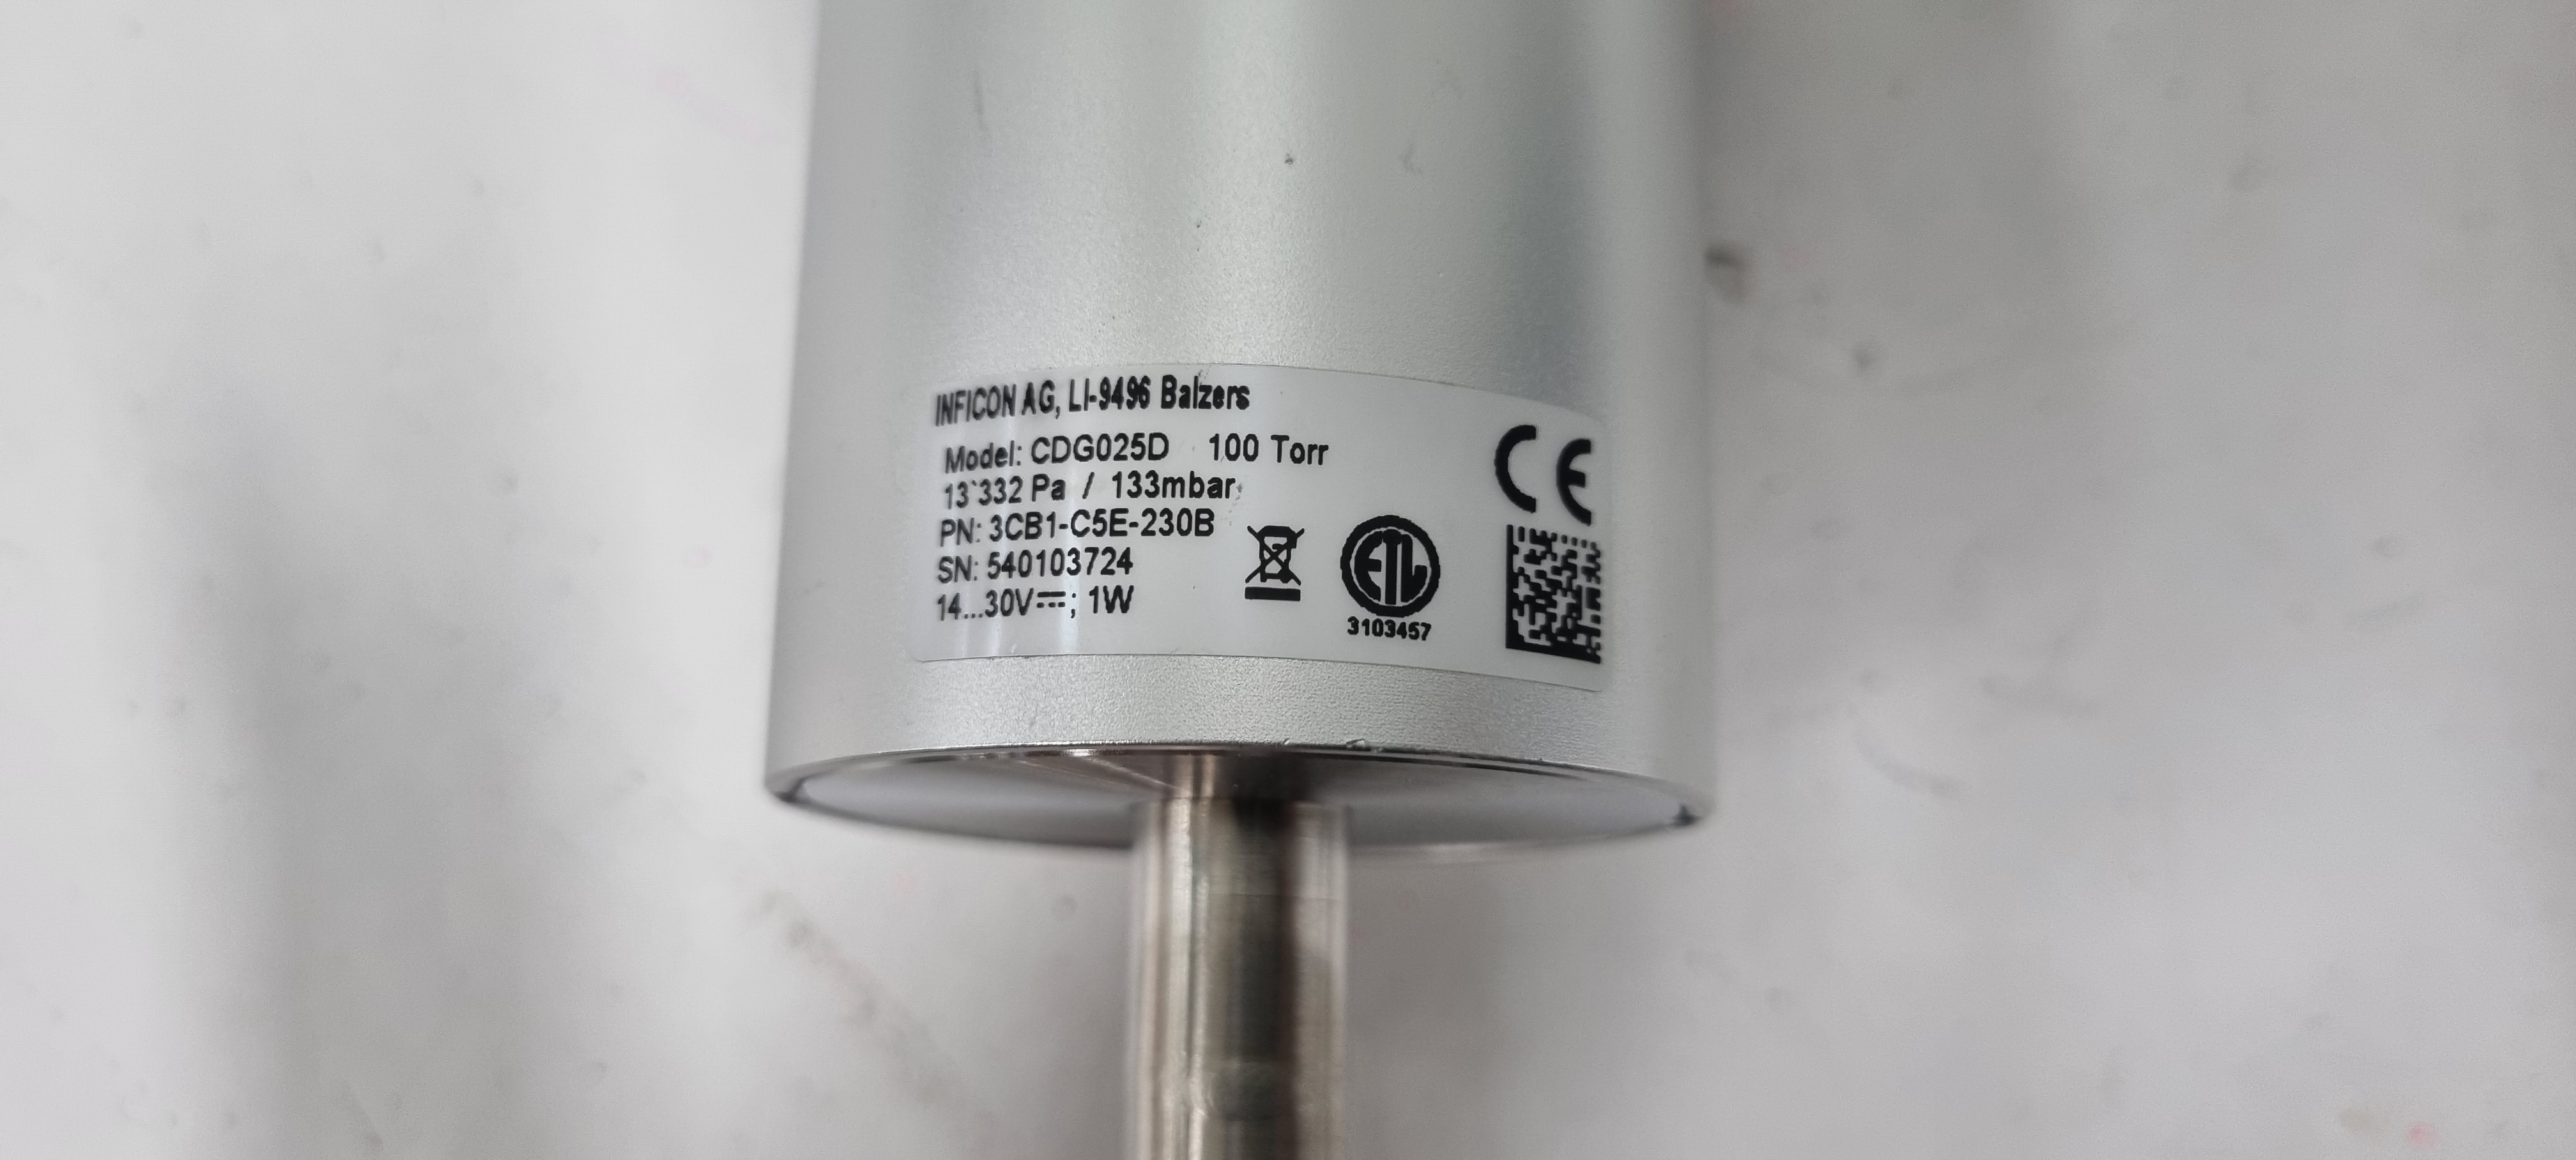 INFICON AG, LI-9496 Balzers
Model: CDG025D 100 Torr
13`332 Pa / 133mbar
PN: 3CB1-C5E-230B
SN: 540103724
14...30V⎓; 1W
CE
ETL
3103457